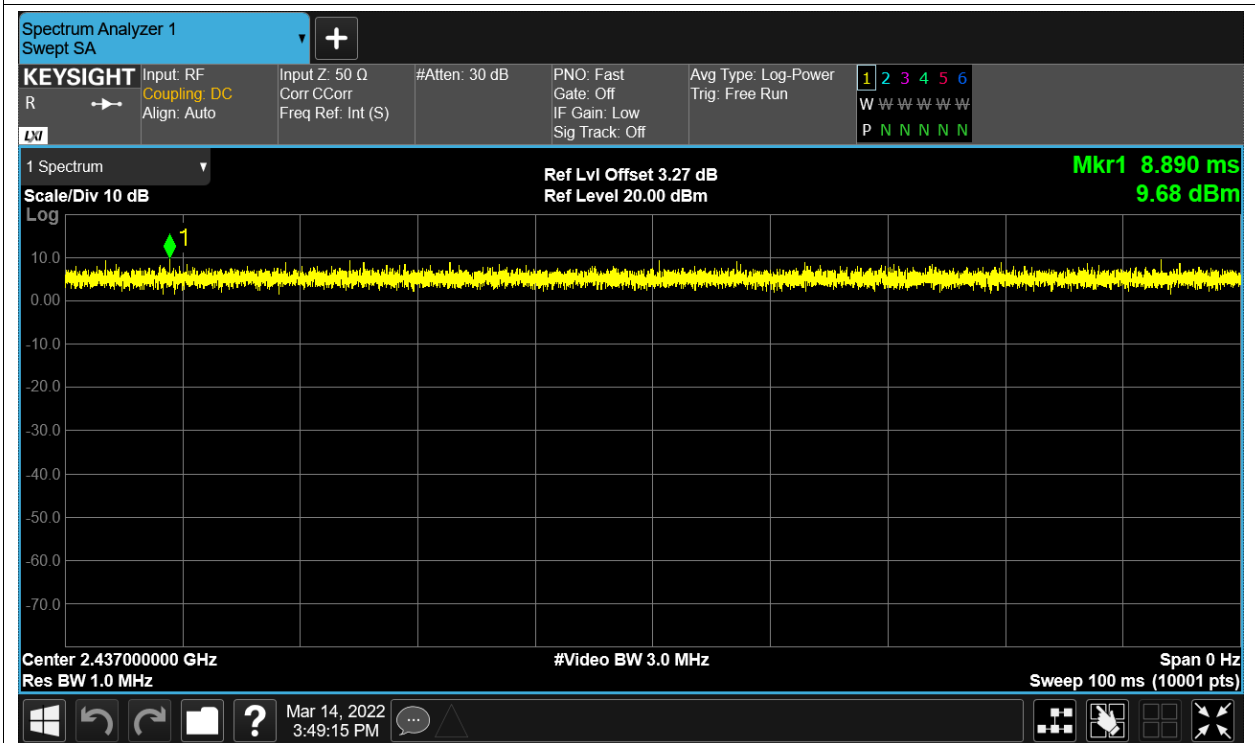 Spectrum Analyzer 1
Swept SA
KEYSIGHT
R
LXI
Input: RF
Coupling: DC
Align: Auto
Input Z: 50 Ω
Corr CCorr
Freq Ref: Int (S)
#Atten: 30 dB
PNO: Fast
Gate: Off
IF Gain: Low
Sig Track: Off
Avg Type: Log-Power
Trig: Free Run
1 2 3 4 5 6
W W W W W W
P N N N N N
1 Spectrum
Scale/Div 10 dB
Log
Ref Lvl Offset 3.27 dB
Ref Level 20.00 dBm
Mkr1 8.890 ms
9.68 dBm
1
10.0
0.00
-10.0
-20.0
-30.0
-40.0
-50.0
-60.0
-70.0
Center 2.437000000 GHz
Res BW 1.0 MHz
#Video BW 3.0 MHz
Span 0 Hz
Sweep 100 ms (10001 pts)
?
Mar 14, 2022
3:49:15 PM